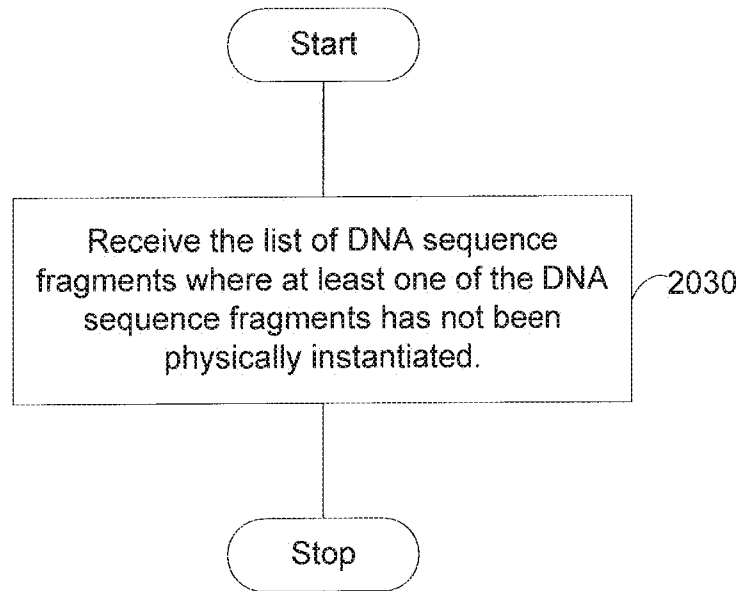 Start
Receive the list of DNA sequence
fragments where at least one of the DNA
sequence fragments has not been
physically instantiated.
2030
Stop